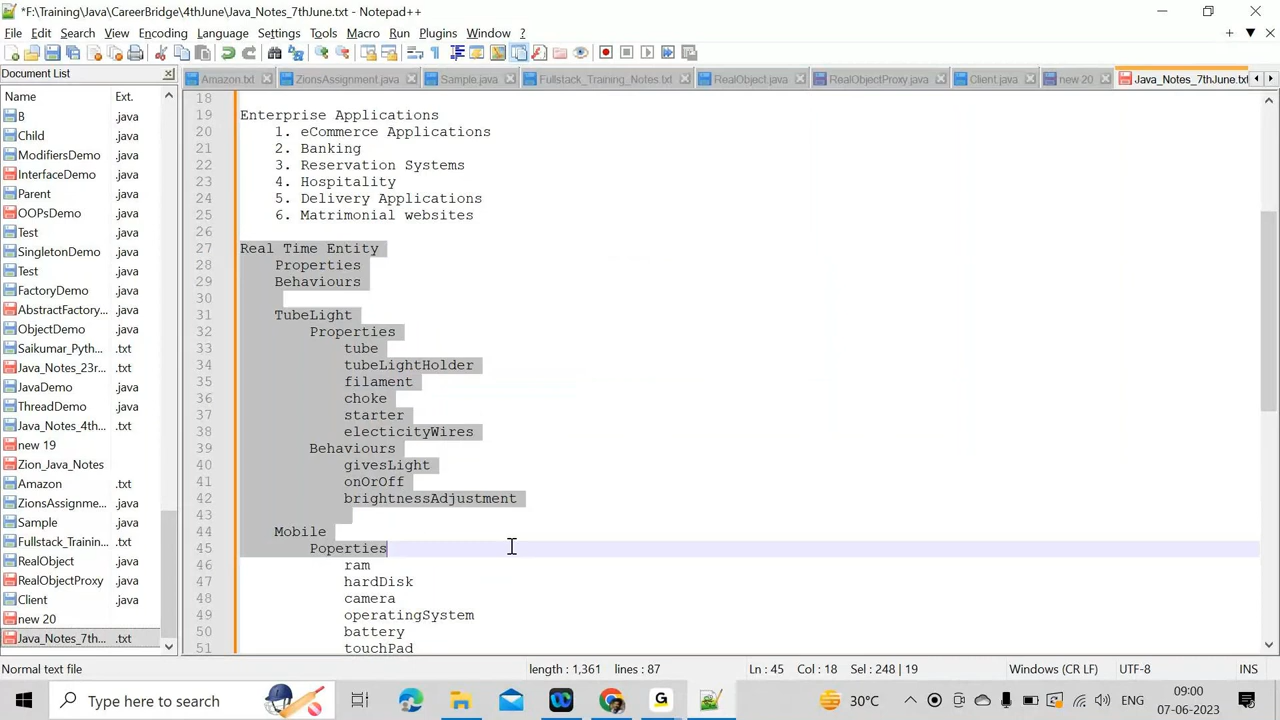 *F:\Training\Java\CareerBridge\4thJune\Java_Notes_7thJune.txt - Notepad++
File Edit Search View Encoding Language Settings Tools Macro Run Plugins Window ?
Document List
Amazon.txt ZionsAssignment.java Sample.java Fullstack_Training_Notes.txt RealObject.java RealObjectProxy.java Client.java new 20 Java_Notes_7thJune.txt
Name Ext.
B .java
Child .java
ModifiersDemo .java
InterfaceDemo .java
Parent .java
OOPsDemo .java
Test .java
SingletonDemo .java
Test .java
FactoryDemo .java
AbstractFactory... .java
ObjectDemo .java
Saikumar_Pyth... .txt
Java_Notes_23r... .txt
JavaDemo .java
ThreadDemo .java
Java_Notes_4th... .txt
new 19
Zion_Java_Notes
Amazon .txt
ZionsAssignme... .java
Sample .java
Fullstack_Trainin... .txt
RealObject .java
RealObjectProxy .java
Client .java
new 20
Java_Notes_7th... .txt
18
19 Enterprise Applications
20 1. eCommerce Applications
21 2. Banking
22 3. Reservation Systems
23 4. Hospitality
24 5. Delivery Applications
25 6. Matrimonial websites
26
27 Real Time Entity
28 Properties
29 Behaviours
30
31 TubeLight
32 Properties
33 tube
34 tubeLightHolder
35 filament
36 choke
37 starter
38 electicityWires
39 Behaviours
40 givesLight
41 onOrOff
42 brightnessAdjustment
43
44 Mobile
45 Poperties
46 ram
47 hardDisk
48 camera
49 operatingSystem
50 battery
51 touchPad
Normal text file length : 1,361 lines : 87 Ln : 45 Col : 18 Sel : 248 | 19 Windows (CR LF) UTF-8 INS
Type here to search
30°C ENG 09:00
07-06-2023